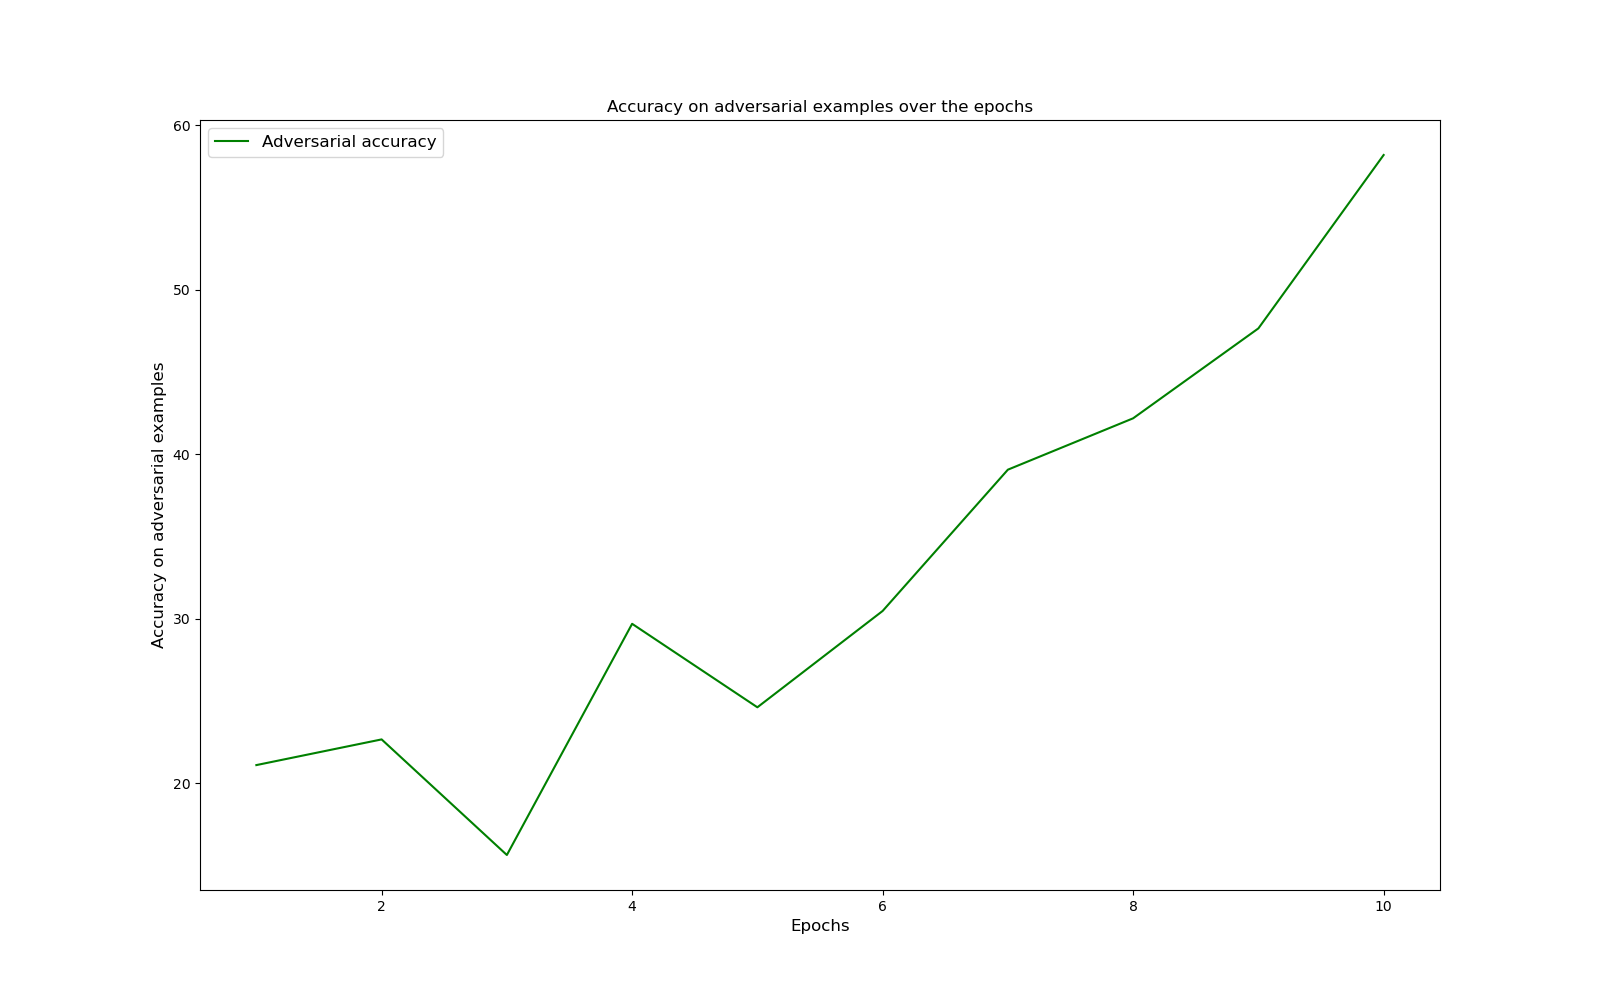 Accuracy on adversarial examples over the epochs
Adversarial accuracy
Accuracy on adversarial examples
60
50
40
30
20
2 4 6 8 10
Epochs